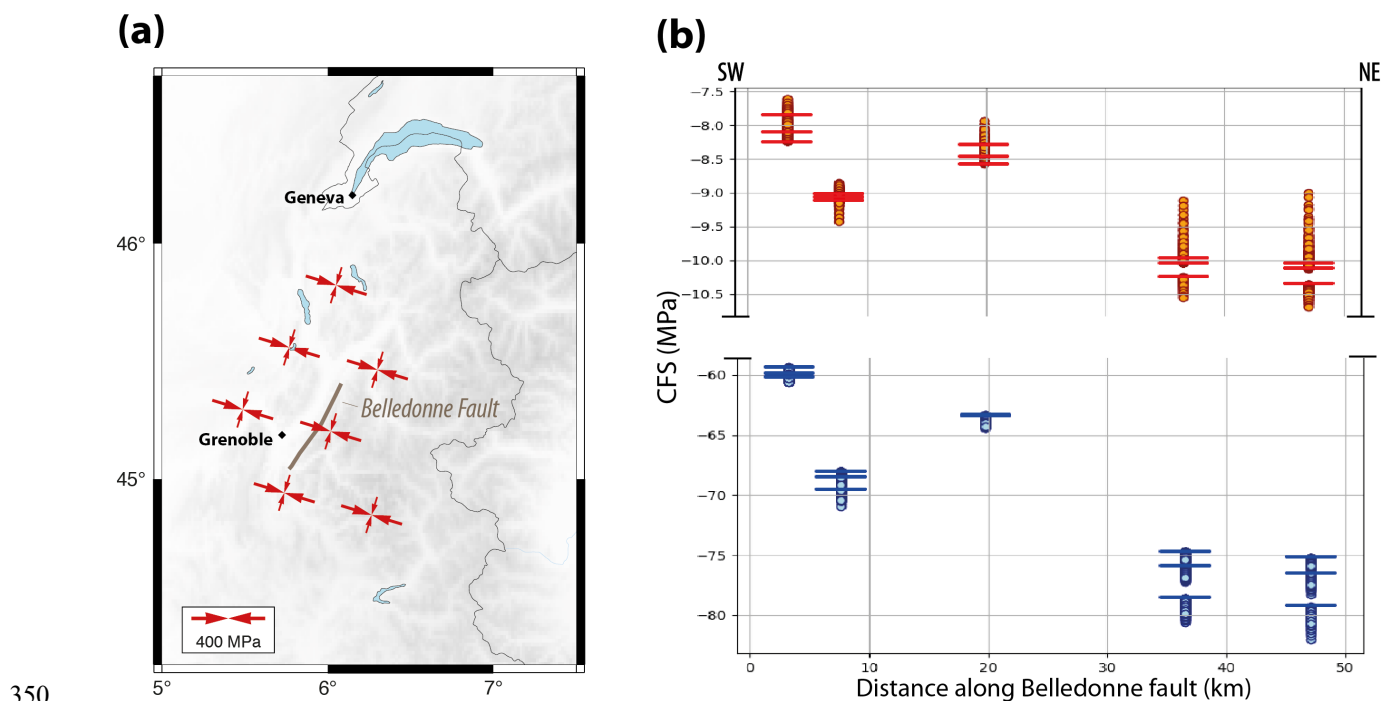 (a)
Geneva
46°
Belledonne Fault
Grenoble
45°
400 MPa
5°
6°
7°
350
(b)
SW
NE
−7.5
−8.0
−8.5
−9.0
−9.5
−10.0
−10.5
CFS (MPa)
−60
−65
−70
−75
−80
0
10
20
30
40
50
Distance along Belledonne fault (km)